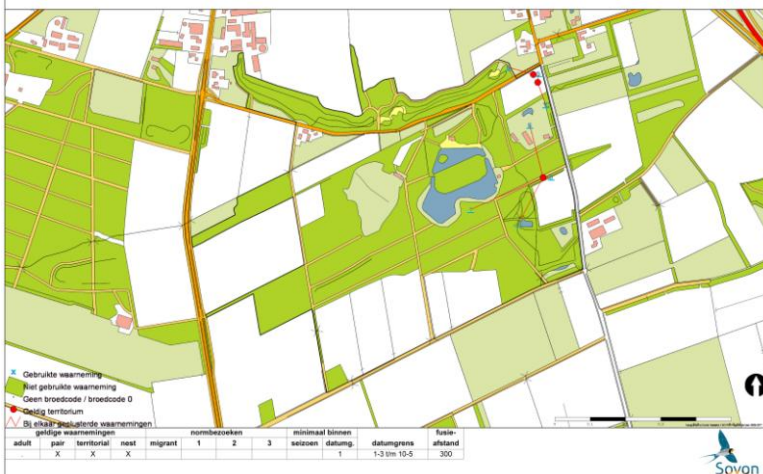 Gebruikte waarneming
Niet gebruikte waarneming
Geen broedcode / broedcode 0
Geldig territorium
Bij elkaar geclusterde waarnemingen
geldige waarnemingen normbezoeken minimaal binnen fusie-
adult pair territorial nest migrant 1 2 3 seizoen datumg. datumgrens afstand
. X X X 1 1-3 t/m 10-5 300
Sovon